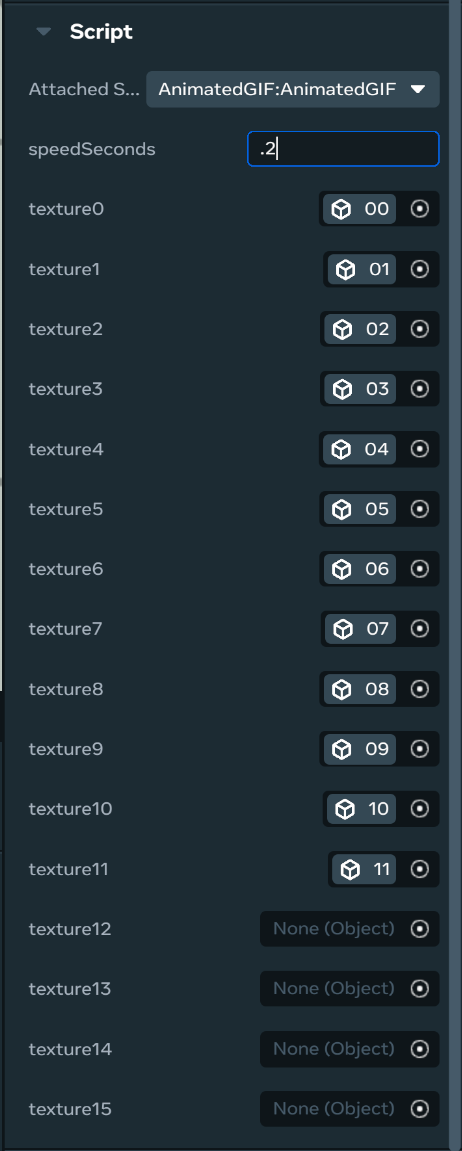 Script
Attached S... AnimatedGIF:AnimatedGIF
speedSeconds .2
texture0 00
texture1 01
texture2 02
texture3 03
texture4 04
texture5 05
texture6 06
texture7 07
texture8 08
texture9 09
texture10 10
texture11 11
texture12 None (Object)
texture13 None (Object)
texture14 None (Object)
texture15 None (Object)